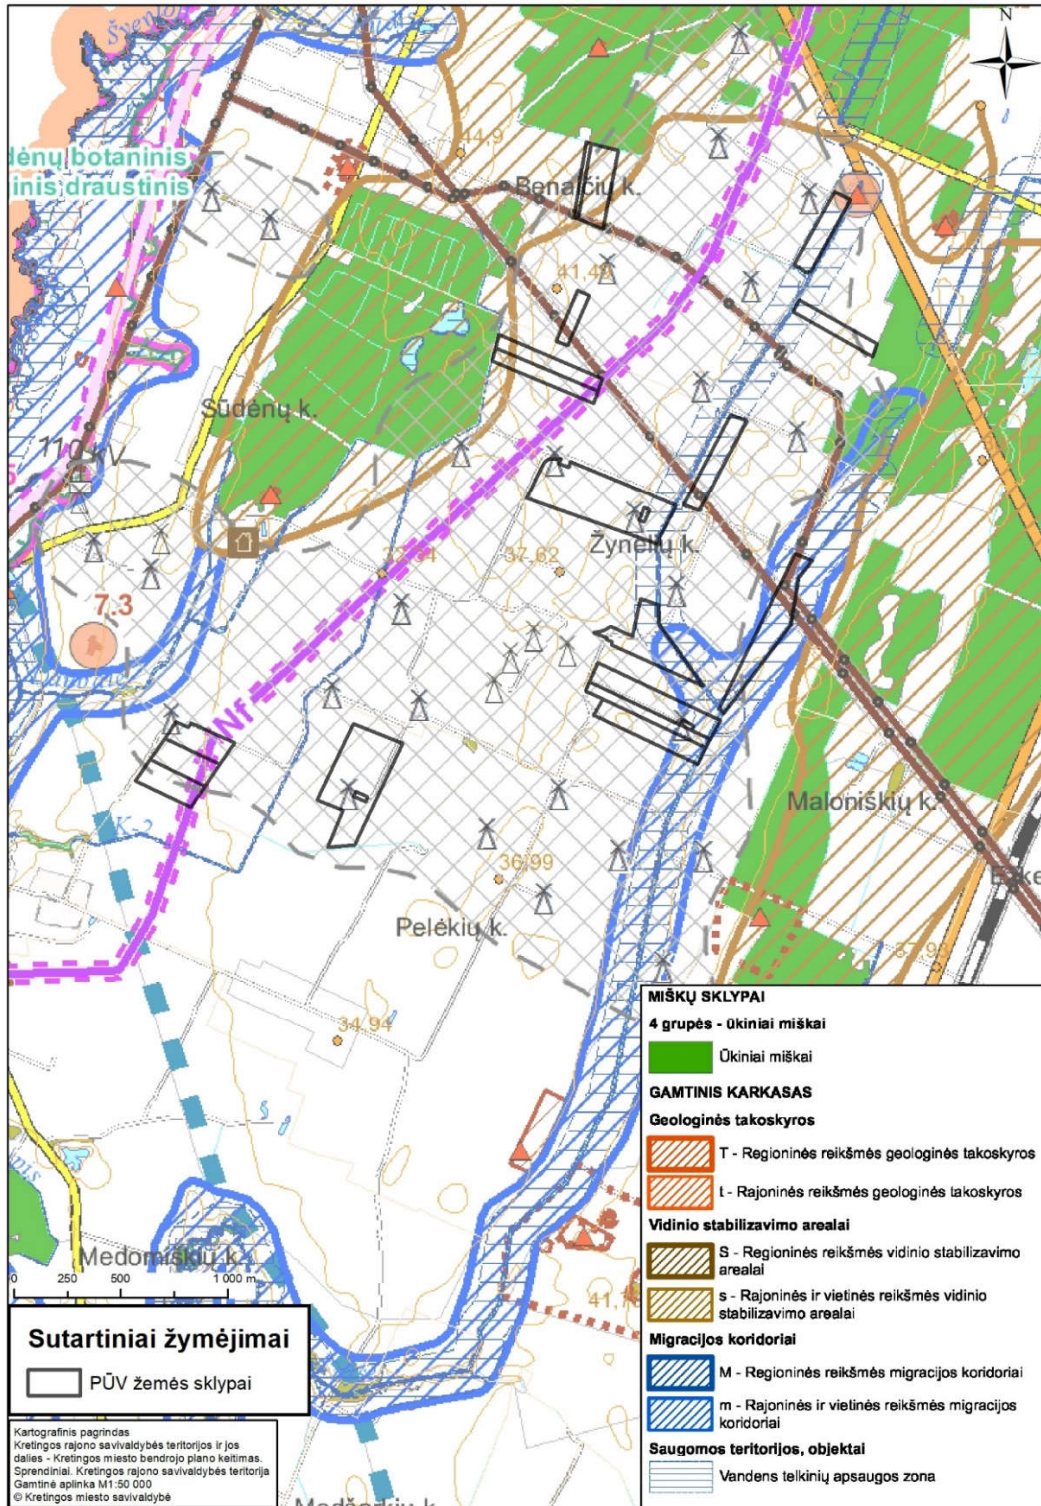 N
44,9
dėnų botaninis
inis draustinis
Benaičių k.
Sūdėnų k.
110 kV
37,62
Žynelių k.
7.3
Nf
K-2
Maloniškių k.
36,99
Pelėkių k.
37,93
34,94
Medomiškių k.
0 250 500 1 000 m
Sutartiniai žymėjimai
PŪV žemės sklypai
Kartografinis pagrindas
Kretingos rajono savivaldybės teritorijos ir jos
dalies - Kretingos miesto bendrojo plano keitimas.
Sprendiniai. Kretingos rajono savivaldybės teritorija
Gamtinė aplinka M1:50 000
© Kretingos miesto savivaldybė
MIŠKŲ SKLYPAI
4 grupės - ūkiniai miškai
Ūkiniai miškai
GAMTINIS KARKASAS
Geologinės takoskyros
T - Regioninės reikšmės geologinės takoskyros
t - Rajoninės reikšmės geologinės takoskyros
Vidinio stabilizavimo arealai
S - Regioninės reikšmės vidinio stabilizavimo
arealai
s - Rajoninės ir vietinės reikšmės vidinio
stabilizavimo arealai
Migracijos koridoriai
M - Regioninės reikšmės migracijos koridoriai
m - Rajoninės ir vietinės reikšmės migracijos
koridoriai
Saugomos teritorijos, objektai
Vandens telkinių apsaugos zona